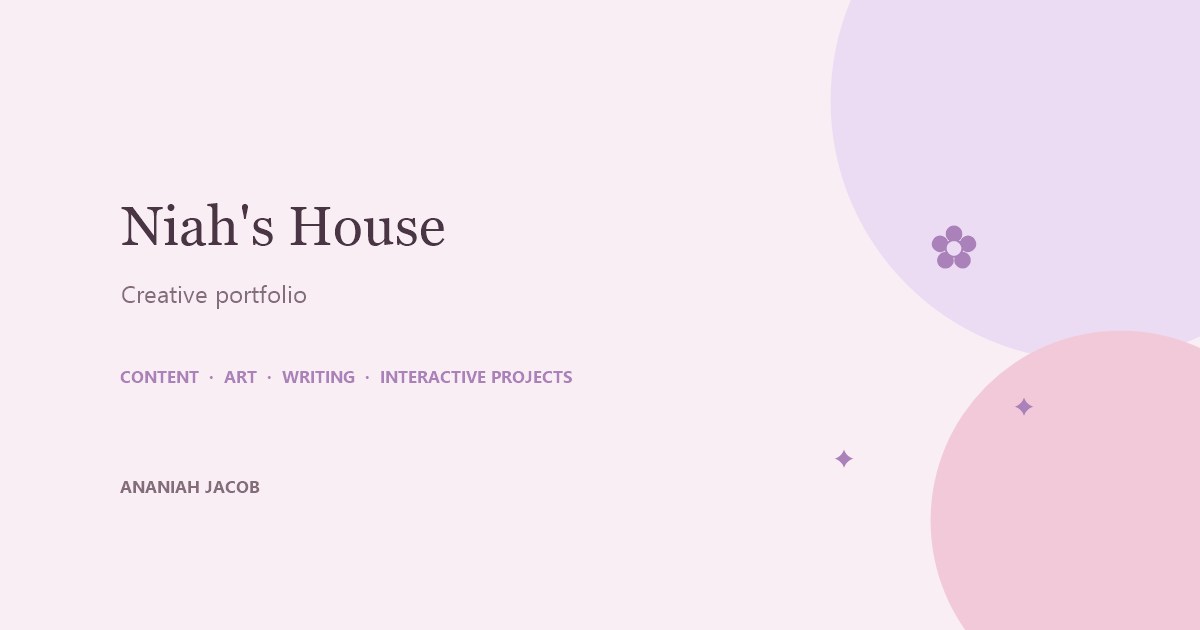 Niah's House
Creative portfolio
CONTENT · ART · WRITING · INTERACTIVE PROJECTS
ANANIAH JACOB